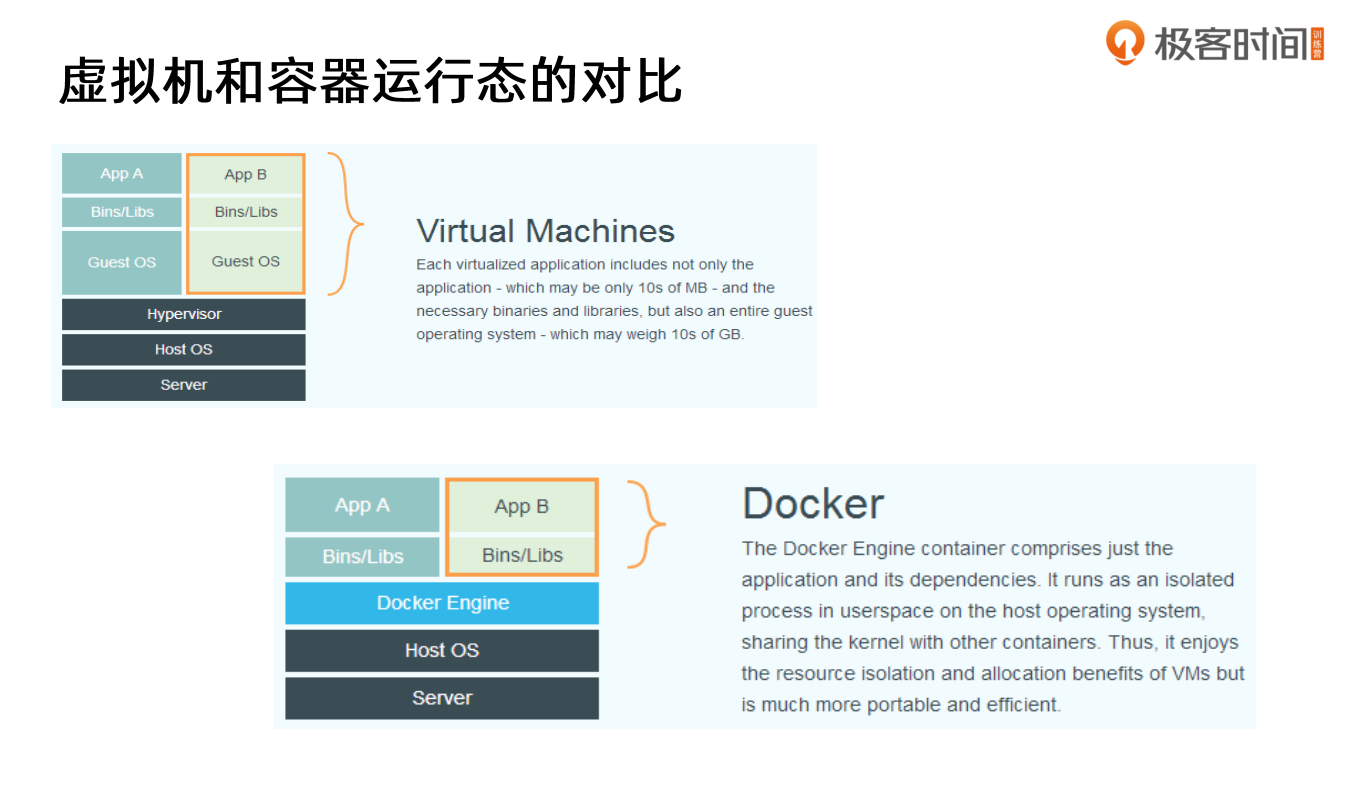 极客时间
训练营
虚拟机和容器运行态的对比
App A
App B
Bins/Libs
Bins/Libs
Guest OS
Guest OS
Hypervisor
Host OS
Server
Virtual Machines
Each virtualized application includes not only the
application - which may be only 10s of MB - and the
necessary binaries and libraries, but also an entire guest
operating system - which may weigh 10s of GB.
App A
App B
Bins/Libs
Bins/Libs
Docker Engine
Host OS
Server
Docker
The Docker Engine container comprises just the
application and its dependencies. It runs as an isolated
process in userspace on the host operating system,
sharing the kernel with other containers. Thus, it enjoys
the resource isolation and allocation benefits of VMs but
is much more portable and efficient.